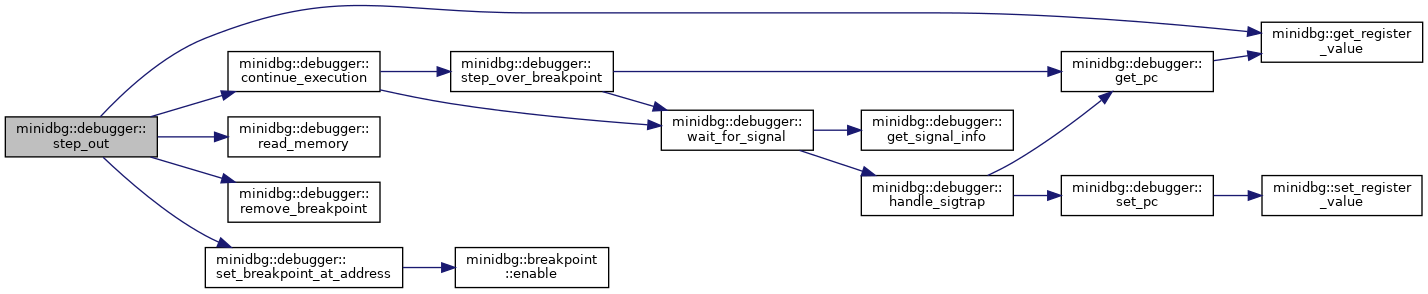 minidbg::debugger::
step_out
minidbg::debugger::
continue_execution
minidbg::debugger::
read_memory
minidbg::debugger::
remove_breakpoint
minidbg::debugger::
set_breakpoint_at_address
minidbg::debugger::
step_over_breakpoint
minidbg::breakpoint
::enable
minidbg::debugger::
wait_for_signal
minidbg::debugger::
get_signal_info
minidbg::debugger::
handle_sigtrap
minidbg::debugger::
get_pc
minidbg::debugger::
set_pc
minidbg::get_register
_value
minidbg::set_register
_value